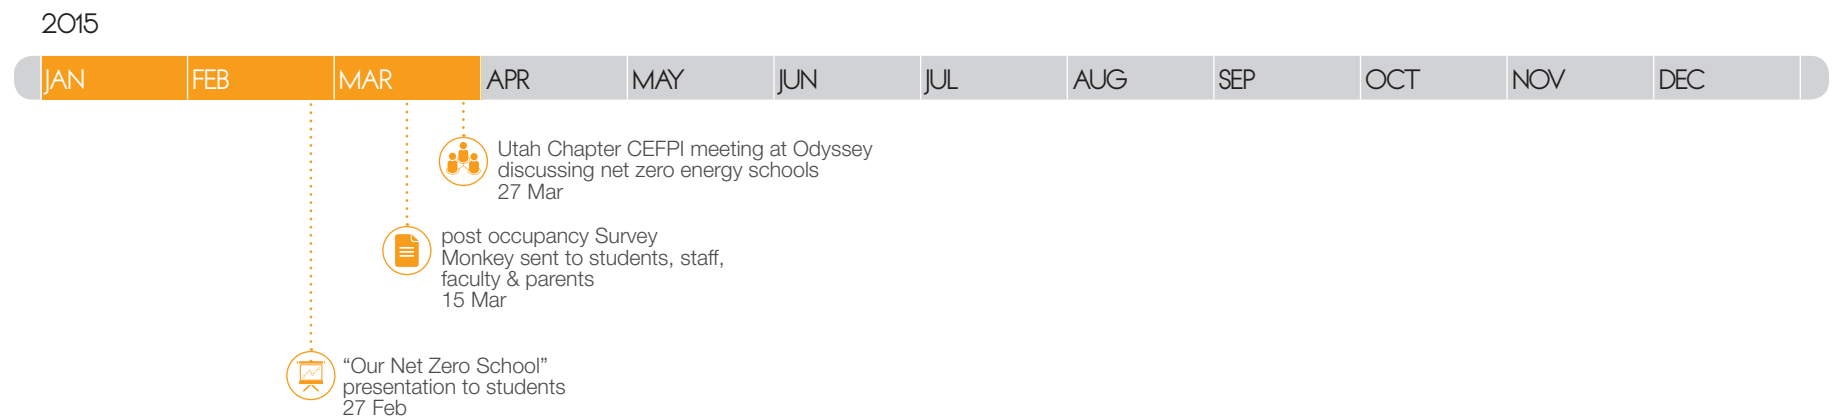 2015
JAN FEB MAR APR MAY JUN JUL AUG SEP OCT NOV DEC
Utah Chapter CEFPI meeting at Odyssey
discussing net zero energy schools
27 Mar
post occupancy Survey
Monkey sent to students, staff,
faculty & parents
15 Mar
“Our Net Zero School”
presentation to students
27 Feb